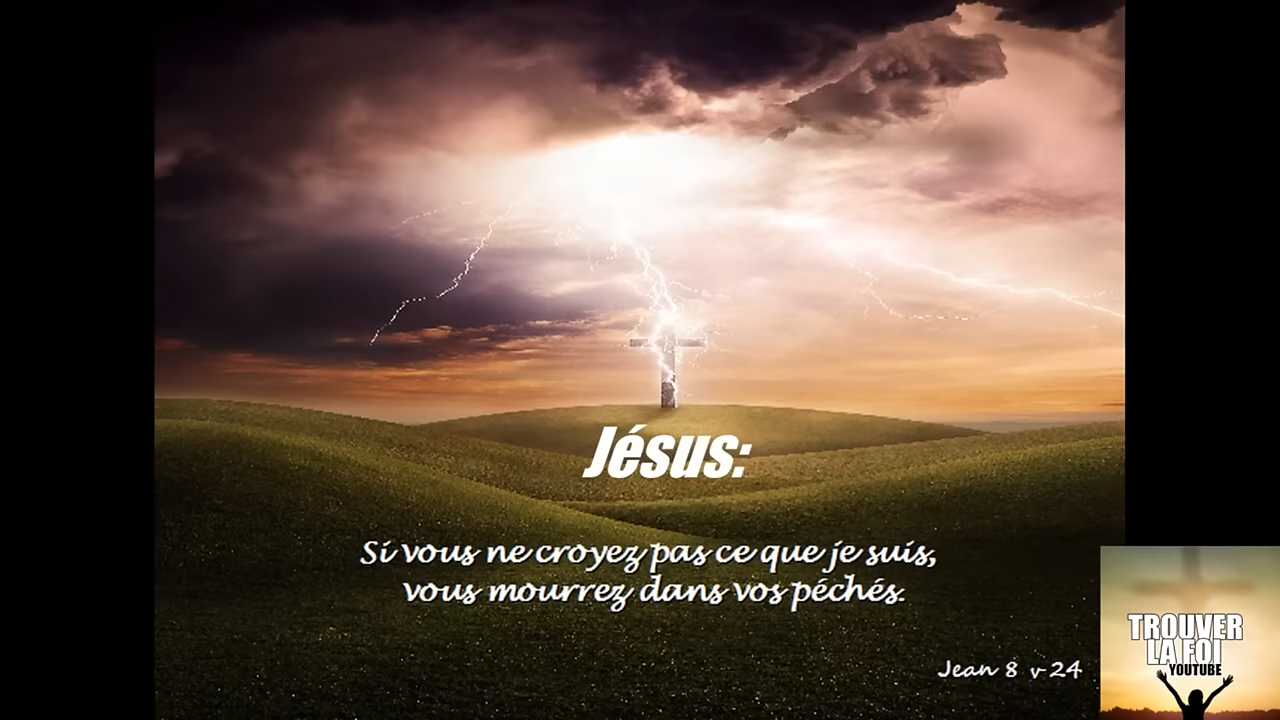 Jésus:
Si vous ne croyez pas ce que je suis,
vous mourrez dans vos péchés.
Jean 8 v 24
TROUVER
LA FOI
YOUTUBE